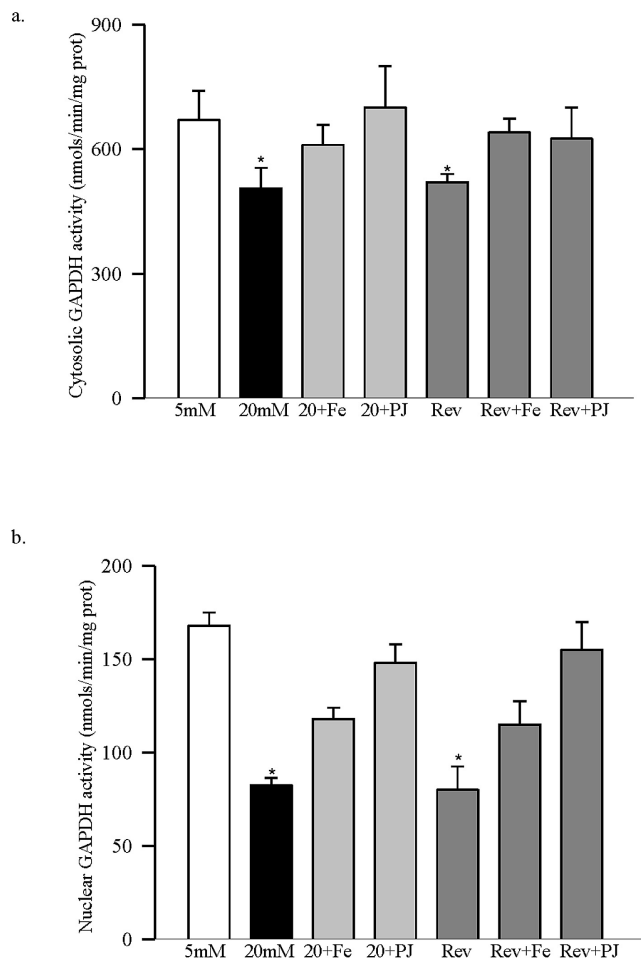 a.
Cytosolic GAPDH activity (nmols/min/mg prot)
900
600
300
0
*
*
5mM 20mM 20+Fe 20+PJ Rev Rev+Fe Rev+PJ
b.
Nuclear GAPDH activity (nmols/min/mg prot)
200
150
100
50
0
*
*
5mM 20mM 20+Fe 20+PJ Rev Rev+Fe Rev+PJ